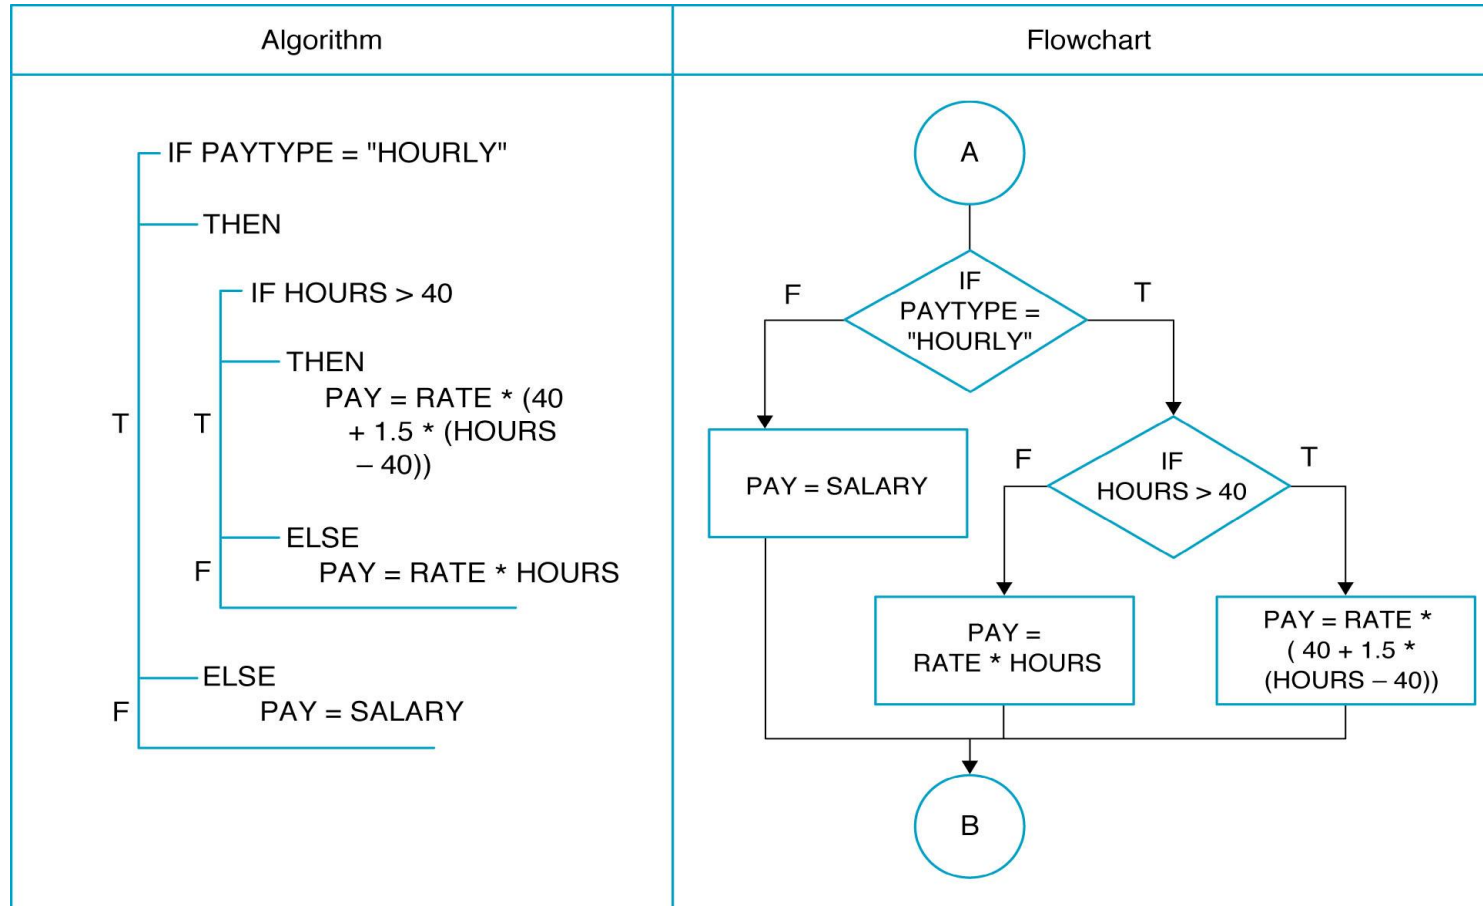 Algorithm
IF PAYTYPE = "HOURLY"
THEN
IF HOURS > 40
THEN
PAY = RATE * (40
+ 1.5 * (HOURS
– 40))
T
T
ELSE
F
PAY = RATE * HOURS
ELSE
F
PAY = SALARY
Flowchart
A
IF
PAYTYPE =
"HOURLY"
F
T
PAY = SALARY
IF
HOURS > 40
F
T
PAY =
RATE * HOURS
PAY = RATE *
( 40 + 1.5 *
(HOURS – 40))
B